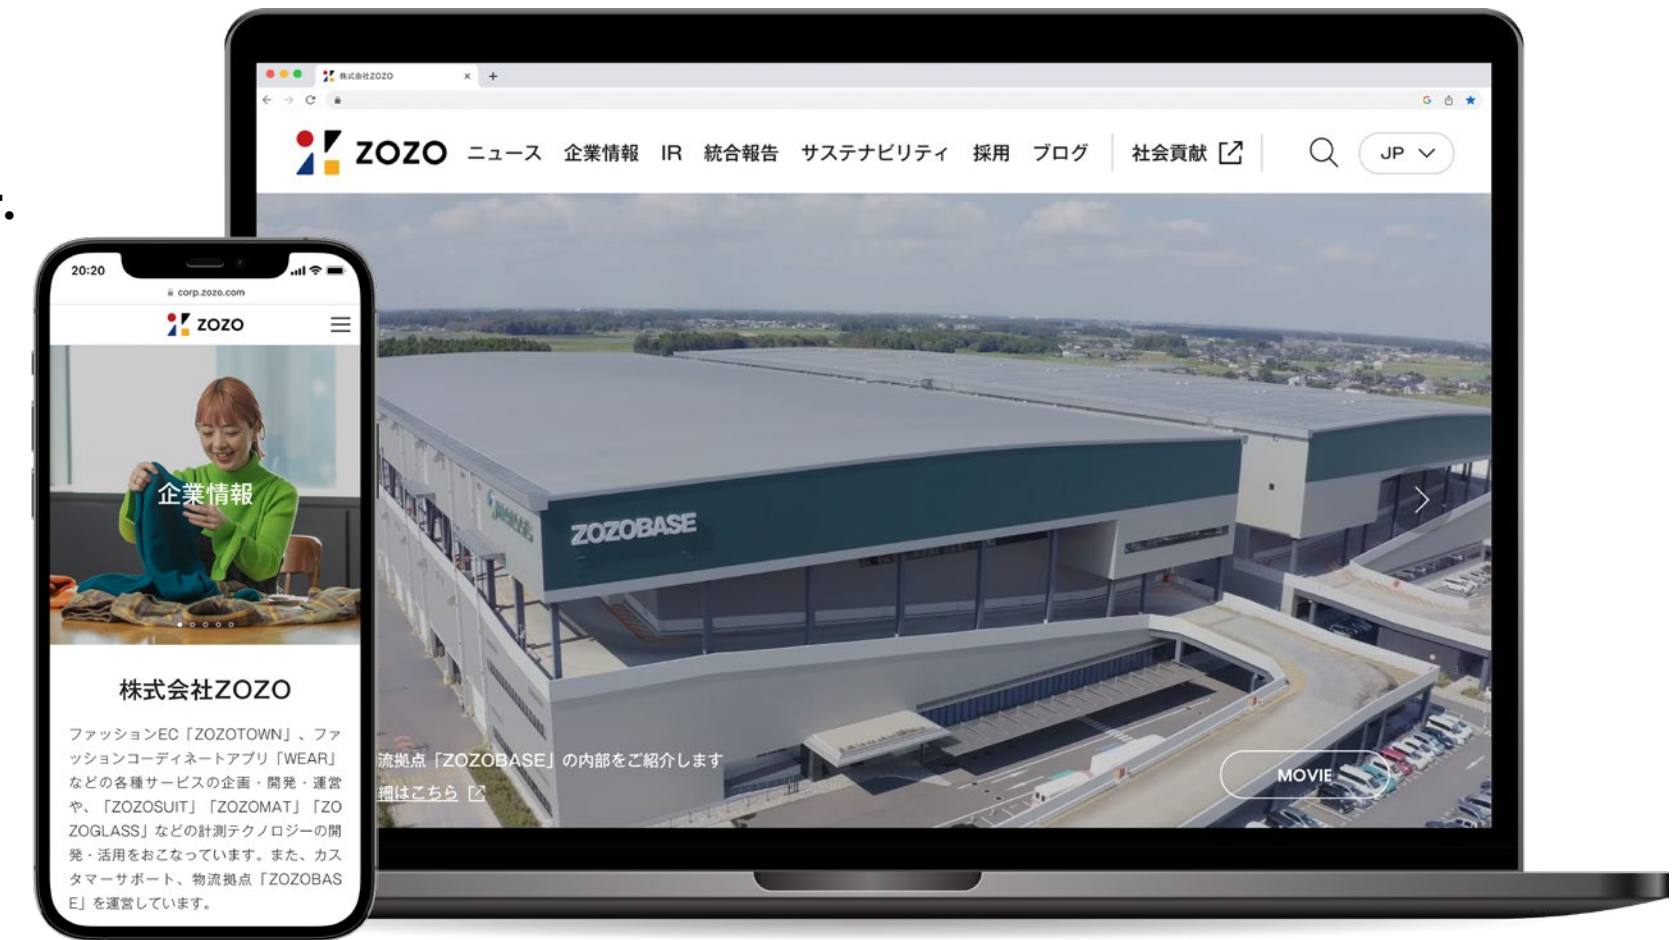 株式会社ZOZO
ZOZO ニュース 企業情報 IR 統合報告 サステナビリティ 採用 ブログ 社会貢献 JP
ZOZOBASE
流拠点「ZOZOBASE」の内部をご紹介します
細はこちら
MOVIE
20:20
corp.zozo.com
ZOZO
企業情報
株式会社ZOZO
ファッションEC「ZOZOTOWN」、ファ
ッションコーディネートアプリ「WEAR」
などの各種サービスの企画・開発・運営
や、「ZOZOSUIT」「ZOZOMAT」「ZO
ZOGLASS」などの計測テクノロジーの開
発・活用をおこなっています。また、カス
タマーサポート、物流拠点「ZOZOBAS
E」を運営しています。